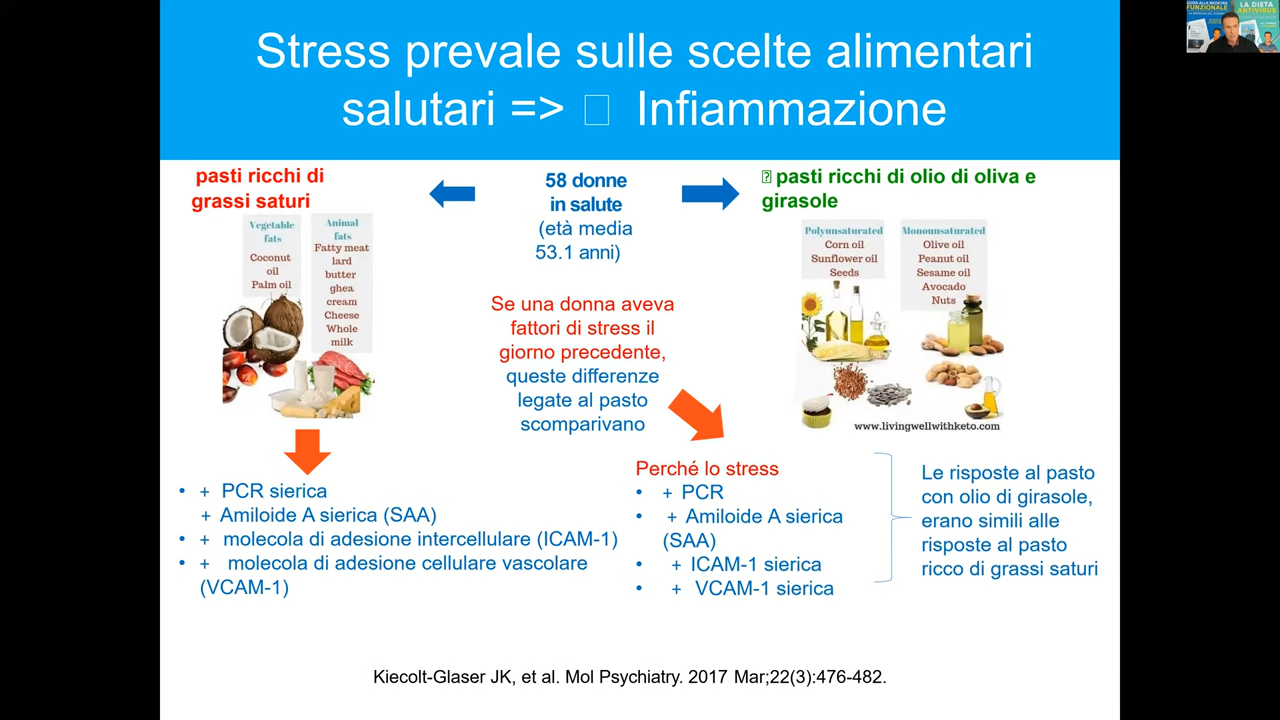 Stress prevale sulle scelte alimentari
salutari => Infiammazione
pasti ricchi di
grassi saturi
58 donne
in salute
(età media
53.1 anni)
pasti ricchi di olio di oliva e
girasole
Vegetable
fats
Coconut
oil
Palm oil
Animal
fats
Fatty meat
lard
butter
ghea
cream
Cheese
Whole
milk
Polyunsaturated
Corn oil
Sunflower oil
Seeds
Monounsaturated
Olive oil
Peanut oil
Sesame oil
Avocado
Nuts
www.livingwellwithketo.com
Se una donna aveva
fattori di stress il
giorno precedente,
queste differenze
legate al pasto
scomparivano
• + PCR sierica
+ Amiloide A sierica (SAA)
• + molecola di adesione intercellulare (ICAM-1)
• + molecola di adesione cellulare vascolare
(VCAM-1)
Perché lo stress
• + PCR
• + Amiloide A sierica
(SAA)
• + ICAM-1 sierica
• + VCAM-1 sierica
Le risposte al pasto
con olio di girasole,
erano simili alle
risposte al pasto
ricco di grassi saturi
Kiecolt-Glaser JK, et al. Mol Psychiatry. 2017 Mar;22(3):476-482.
FUNZIONALE
LA DIETA
ANTIVIRUS